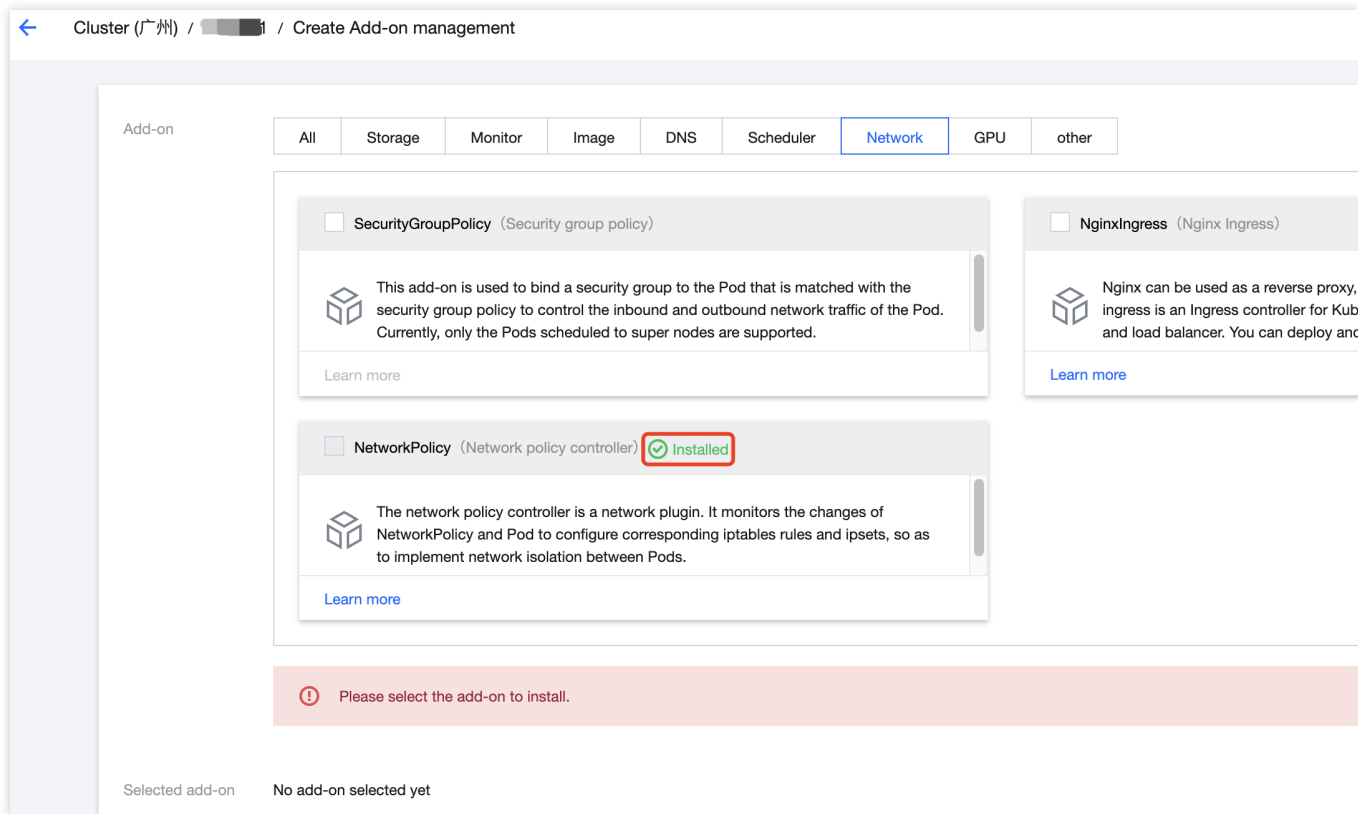 Cluster (广州) / / Create Add-on management
Add-on
All Storage Monitor Image DNS Scheduler Network GPU other
SecurityGroupPolicy (Security group policy)
This add-on is used to bind a security group to the Pod that is matched with the
security group policy to control the inbound and outbound network traffic of the Pod.
Currently, only the Pods scheduled to super nodes are supported.
Learn more
NginxIngress (Nginx Ingress)
Nginx can be used as a reverse proxy,
ingress is an Ingress controller for Kub
and load balancer. You can deploy and
Learn more
NetworkPolicy (Network policy controller) Installed
The network policy controller is a network plugin. It monitors the changes of
NetworkPolicy and Pod to configure corresponding iptables rules and ipsets, so as
to implement network isolation between Pods.
Learn more
Please select the add-on to install.
Selected add-on No add-on selected yet